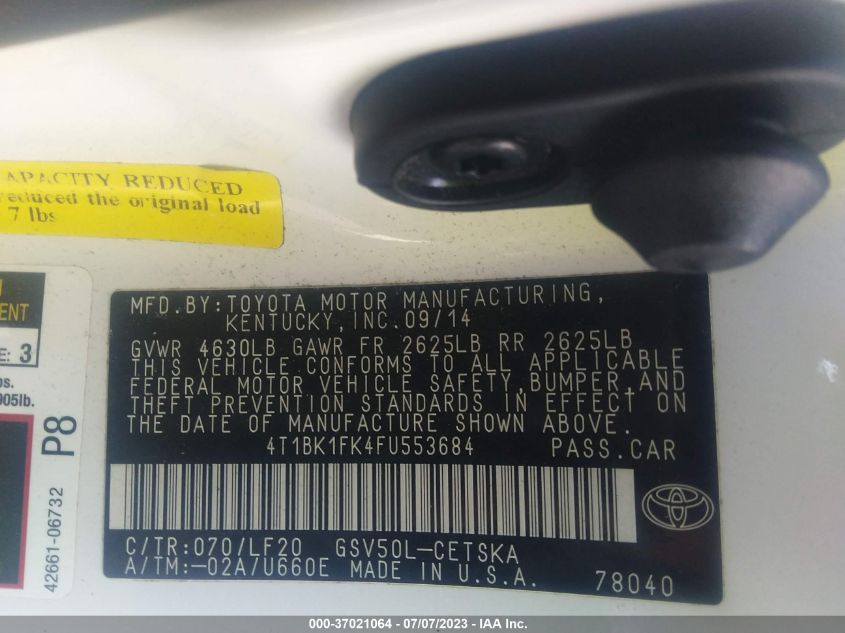 APACITY REDUCED
reduced the original load
7 lbs
ENT
E: 3
bs.
905lb.
P8
42661-06732
MFD.BY:TOYOTA MOTOR MANUFACTURING,
KENTUCKY, INC. 09/14
GVWR 4630LB GAWR FR 2625LB RR 2625LB
THIS VEHICLE CONFORMS TO ALL APPLICABLE
FEDERAL MOTOR VEHICLE SAFETY,BUMPER,AND
THEFT PREVENTION STANDARDS IN EFFECT ON
THE DATE OF MANUFACTURE SHOWN ABOVE.
4T1BK1FK4FU553684 PASS.CAR
C/TR:070/LF20 GSV50L-CETSKA
A/TM:-02A/U660E MADE IN U.S.A.
78040
000-37021064 - 07/07/2023 - © IAA Inc.